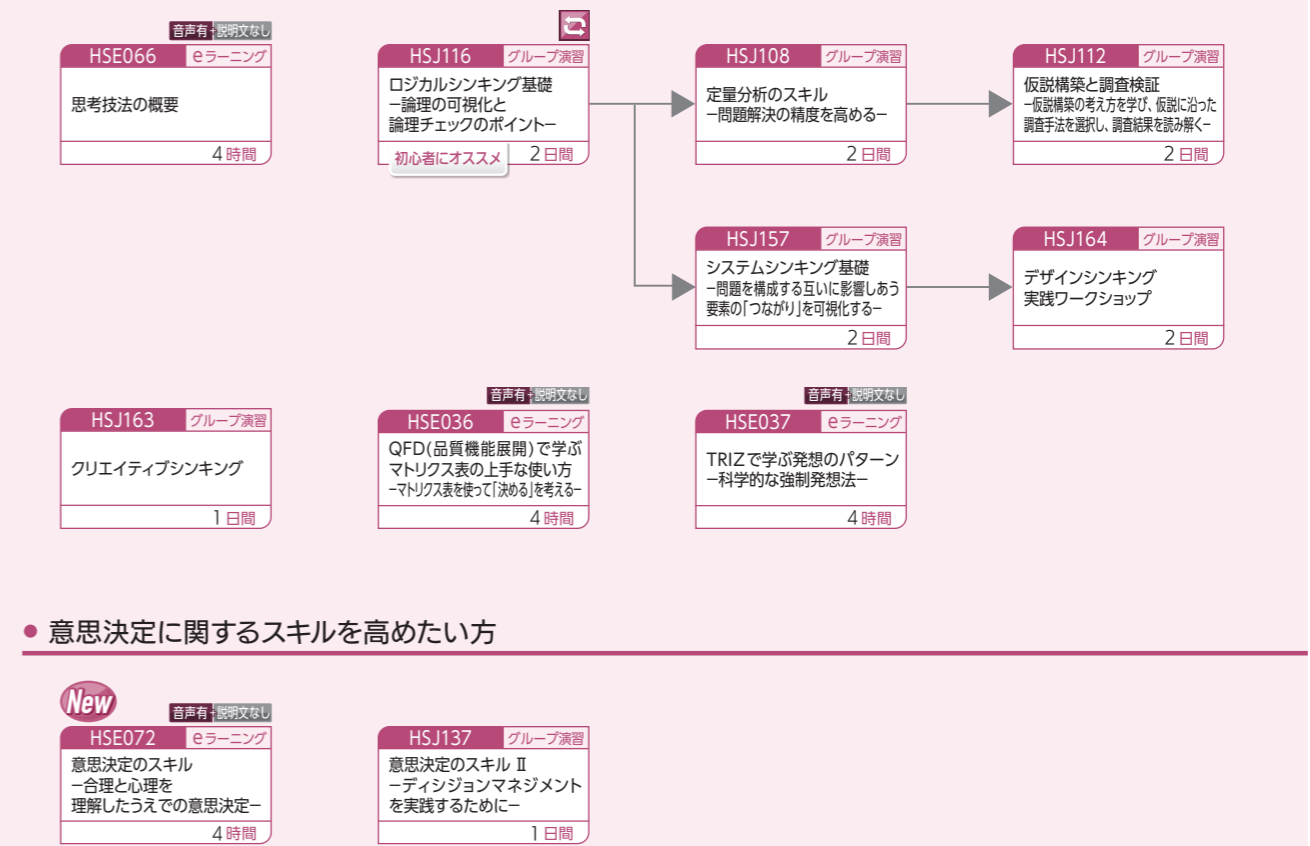 音声有・説明文なし
HSE066 eラーニング
思考技法の概要
4時間
HSJ116 グループ演習
ロジカルシンキング基礎
－論理の可視化と
論理チェックのポイント－
初心者にオススメ 2日間
HSJ108 グループ演習
定量分析のスキル
－問題解決の精度を高める－
2日間
HSJ112 グループ演習
仮説構築と調査検証
－仮説構築の考え方を学び、仮説に沿った
調査手法を選択し、調査結果を読み解く－
2日間
HSJ157 グループ演習
システムシンキング基礎
－問題を構成する互いに影響しあう
要素の「つながり」を可視化する－
2日間
HSJ164 グループ演習
デザインシンキング
実践ワークショップ
2日間
HSJ163 グループ演習
クリエイティブシンキング
1日間
音声有・説明文なし
HSE036 eラーニング
QFD(品質機能展開)で学ぶ
マトリクス表の上手な使い方
－マトリクス表を使って「決める」を考える－
4時間
音声有・説明文なし
HSE037 eラーニング
TRIZで学ぶ発想のパターン
－科学的な強制発想法－
4時間
● 意思決定に関するスキルを高めたい方
New
音声有・説明文なし
HSE072 eラーニング
意思決定のスキル
－合理と心理を
理解したうえでの意思決定－
4時間
HSJ137 グループ演習
意思決定のスキル Ⅱ
－ディシジョンマネジメント
を実践するために－
1日間